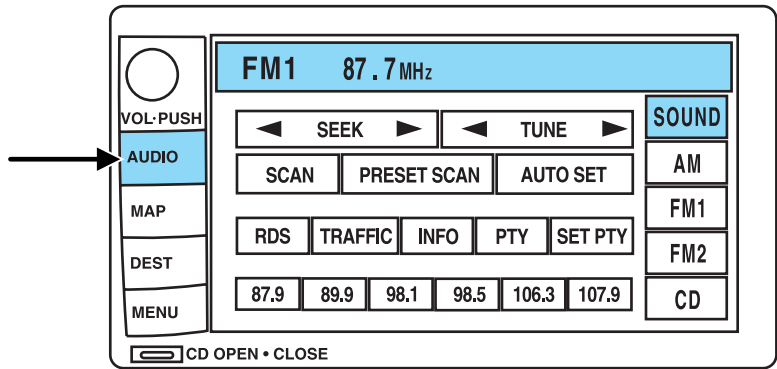 FM1 87.7MHz
VOL·PUSH
AUDIO
MAP
DEST
MENU
SEEK TUNE
SCAN PRESET SCAN AUTO SET
RDS TRAFFIC INFO PTY SET PTY
87.9 89.9 98.1 98.5 106.3 107.9
SOUND
AM
FM1
FM2
CD
CD OPEN • CLOSE